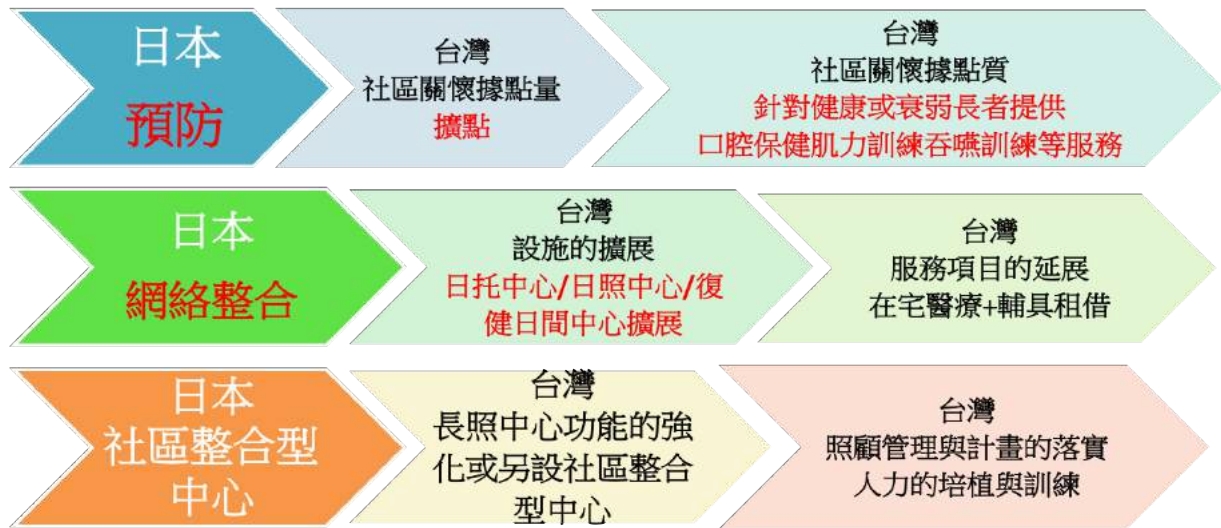 日本
預防
台灣
社區關懷據點量
擴點
台灣
社區關懷據點質
針對健康或衰弱長者提供
口腔保健肌力訓練吞嚥訓練等服務
日本
網絡整合
台灣
設施的擴展
日托中心/日照中心/復
健日間中心擴展
台灣
服務項目的延展
在宅醫療+輔具租借
日本
社區整合型
中心
台灣
長照中心功能的強
化或另設社區整合
型中心
台灣
照顧管理與計畫的落實
人力的培植與訓練